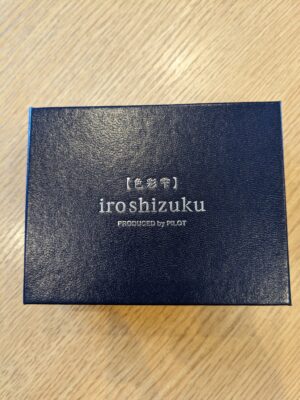 【色彩雫】
iroshizuku
PRODUCED by PILOT